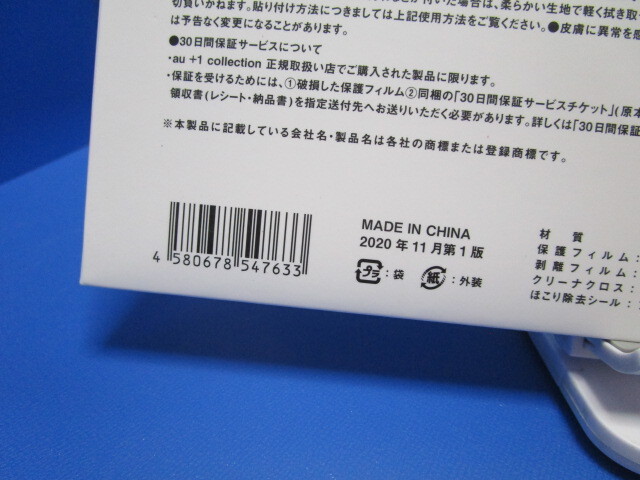 切負いかねます。貼り付け方法につきましては上記使用方法をご覧ください。●皮膚に異常を感
は予告なく変更になることがあります。
●30日間保証サービスについて
・au +1 collection 正規取扱い店でご購入された製品に限ります。
・保証を受けるためには、①破損した保護フィルム②同梱の「30日間保証サービスチケット」(原本
領収書(レシート・納品書)を指定送付先へお送りいただく必要があります。詳しくは「30日間保証
※本製品に記載している会社名・製品名は各社の商標または登録商標です。
4 580678 547633
MADE IN CHINA
2020 年 11 月第 1 版
プラ：袋
紙：外装
材質
保護フィルム：
剥離フィルム：
クリーナクロス：
ほこり除去シール：